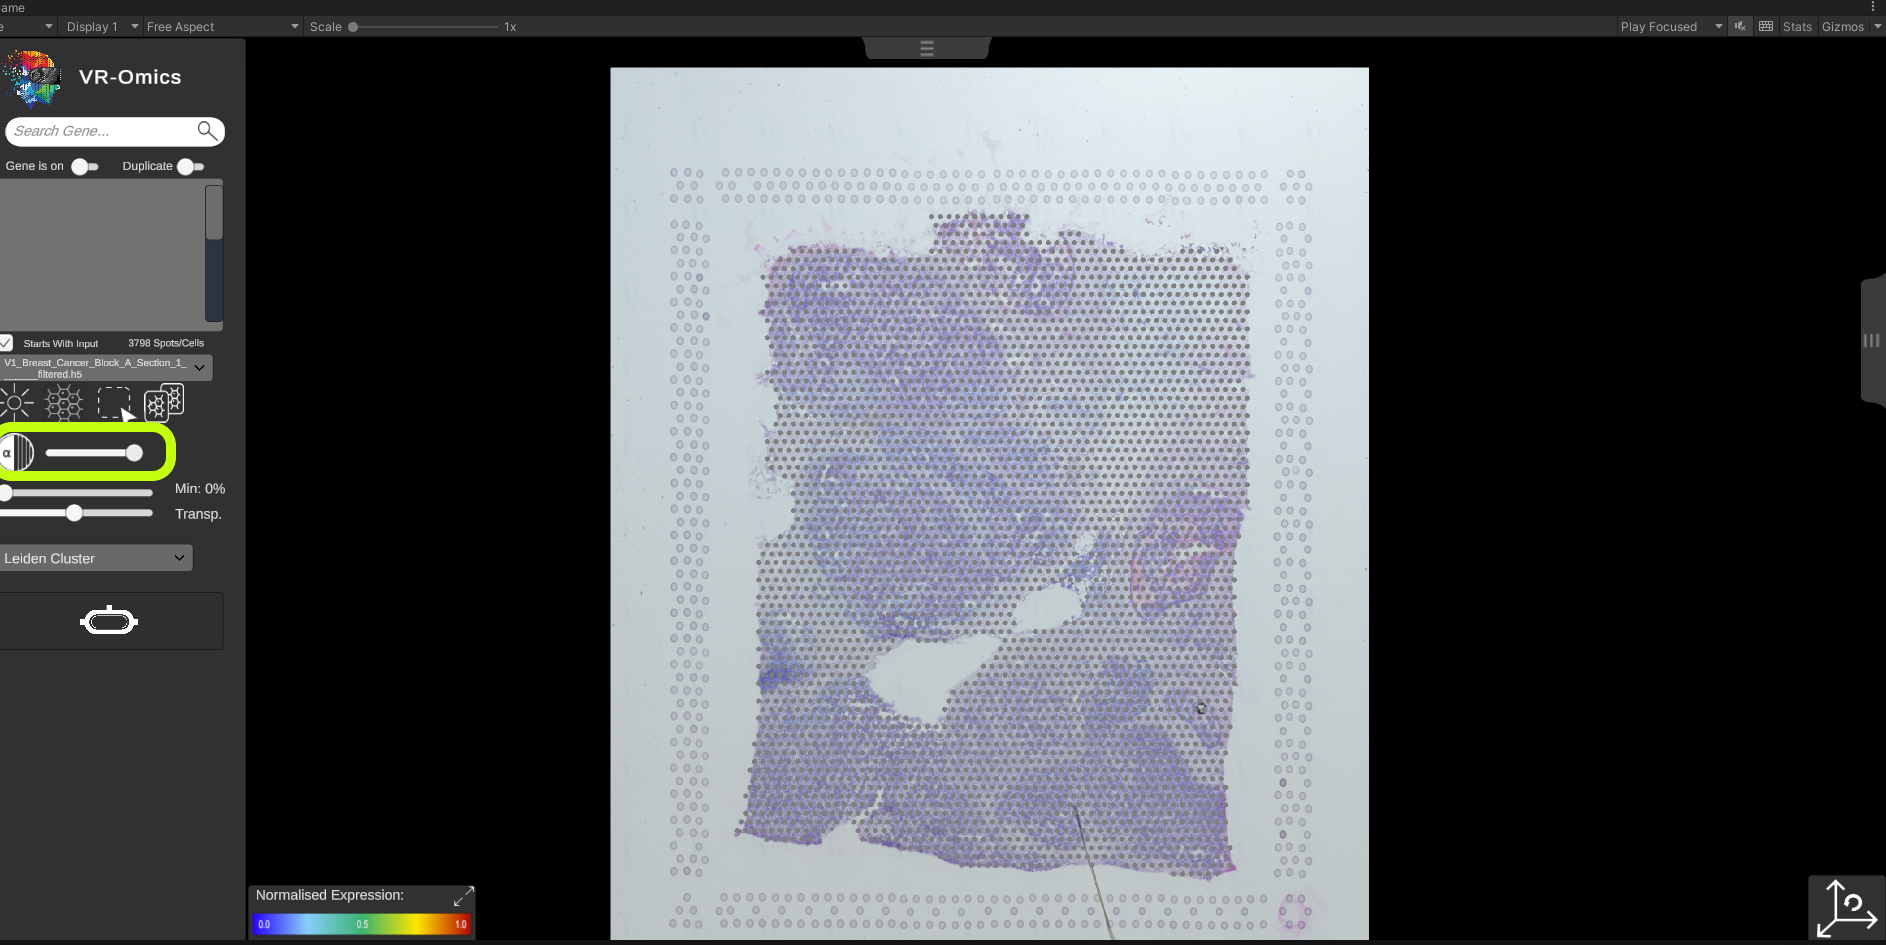 ame
e
Display 1
Free Aspect
Scale
1x
Play Focused
Stats
Gizmos
VR-Omics
Search Gene...
Gene is on
Duplicate
Starts With Input
3798 Spots/Cells
V1_Breast_Cancer_Block_A_Section_1_
______filtered.h5
α
Min: 0%
Transp.
Leiden Cluster
Normalised Expression:
0.0
0.5
1.0